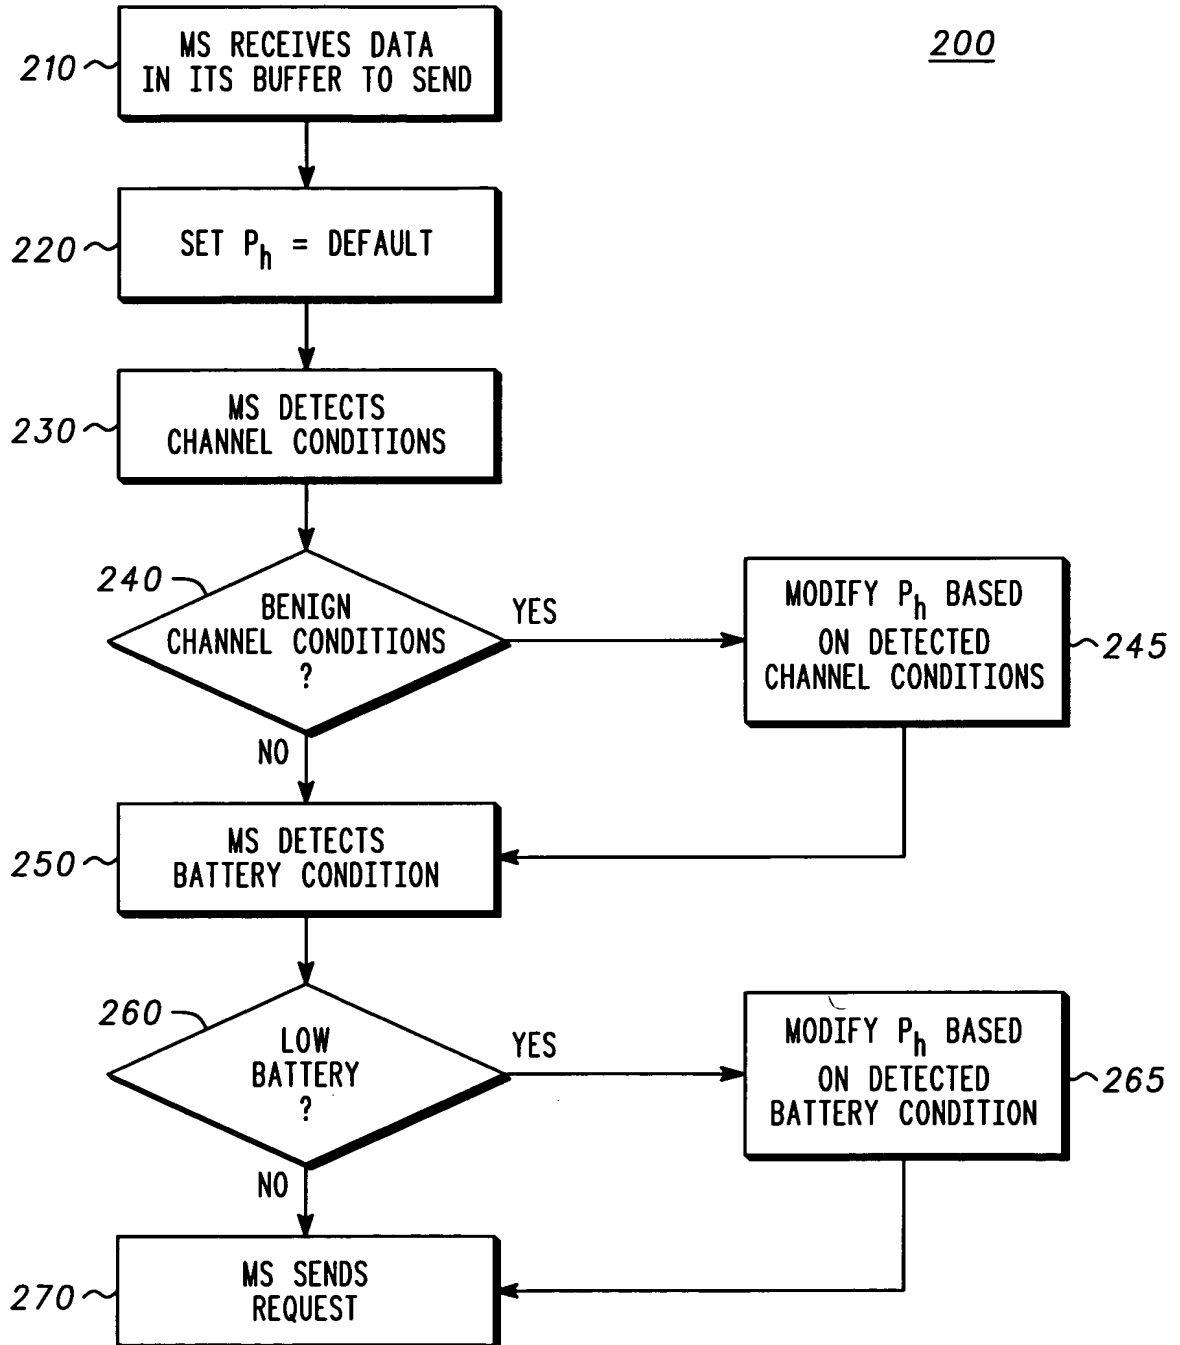 200
210
MS RECEIVES DATA
IN ITS BUFFER TO SEND
220
SET Ph = DEFAULT
230
MS DETECTS
CHANNEL CONDITIONS
240
BENIGN
CHANNEL CONDITIONS
?
YES
NO
MODIFY Ph BASED
ON DETECTED
CHANNEL CONDITIONS
245
250
MS DETECTS
BATTERY CONDITION
260
LOW
BATTERY
?
YES
NO
MODIFY Ph BASED
ON DETECTED
BATTERY CONDITION
265
270
MS SENDS
REQUEST